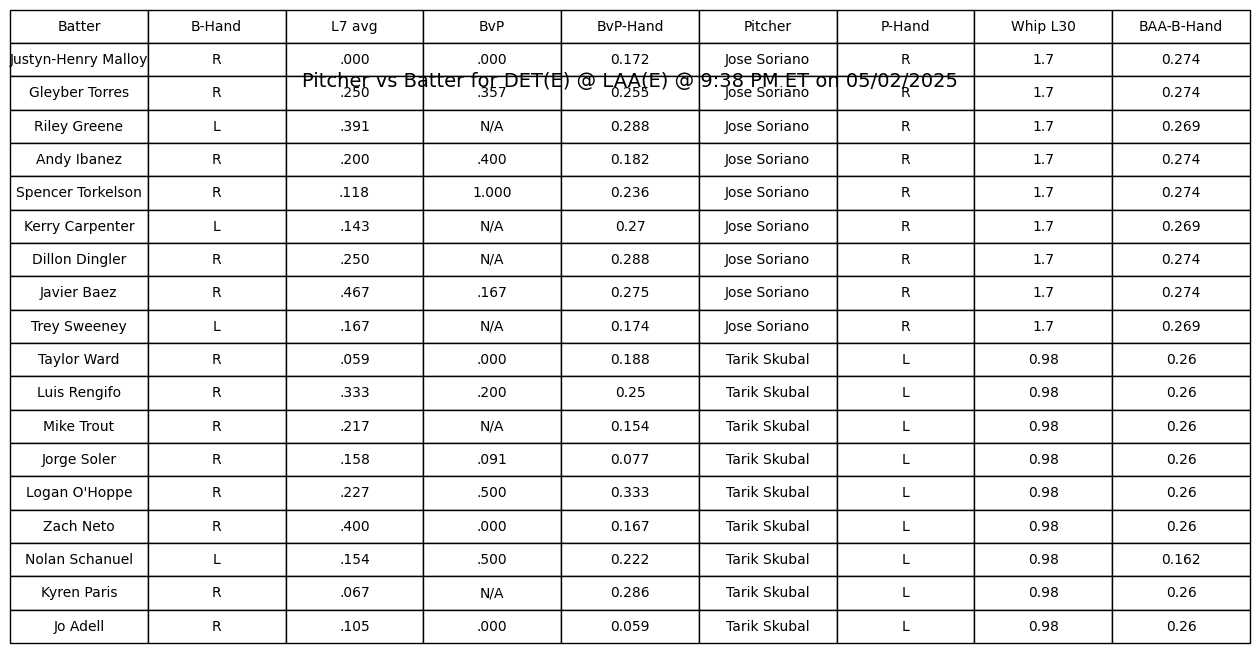 Batter B-Hand L7 avg BvP BvP-Hand Pitcher P-Hand Whip L30 BAA-B-Hand
Justyn-Henry Malloy R .000 .000 0.172 Jose Soriano R 1.7 0.274
Pitcher vs Batter for DET(E) @ LAA(E) @ 9:38 PM ET on 05/02/2025
Gleyber Torres R .250 .357 0.255 Jose Soriano R 1.7 0.274
Riley Greene L .391 N/A 0.288 Jose Soriano R 1.7 0.269
Andy Ibanez R .200 .400 0.182 Jose Soriano R 1.7 0.274
Spencer Torkelson R .118 1.000 0.236 Jose Soriano R 1.7 0.274
Kerry Carpenter L .143 N/A 0.27 Jose Soriano R 1.7 0.269
Dillon Dingler R .250 N/A 0.288 Jose Soriano R 1.7 0.274
Javier Baez R .467 .167 0.275 Jose Soriano R 1.7 0.274
Trey Sweeney L .167 N/A 0.174 Jose Soriano R 1.7 0.269
Taylor Ward R .059 .000 0.188 Tarik Skubal L 0.98 0.26
Luis Rengifo R .333 .200 0.25 Tarik Skubal L 0.98 0.26
Mike Trout R .217 N/A 0.154 Tarik Skubal L 0.98 0.26
Jorge Soler R .158 .091 0.077 Tarik Skubal L 0.98 0.26
Logan O'Hoppe R .227 .500 0.333 Tarik Skubal L 0.98 0.26
Zach Neto R .400 .000 0.167 Tarik Skubal L 0.98 0.26
Nolan Schanuel L .154 .500 0.222 Tarik Skubal L 0.98 0.162
Kyren Paris R .067 N/A 0.286 Tarik Skubal L 0.98 0.26
Jo Adell R .105 .000 0.059 Tarik Skubal L 0.98 0.26